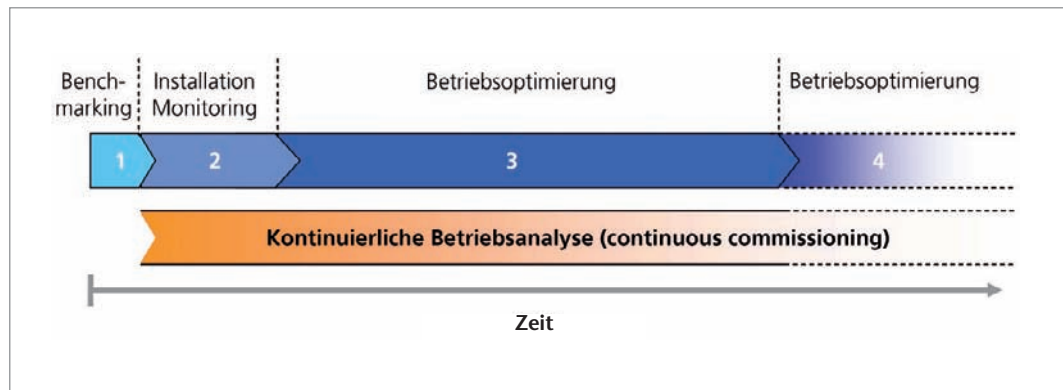 Bench-
marking
Installation
Monitoring
Betriebsoptimierung
Betriebsoptimierung
1
2
3
4
Kontinuierliche Betriebsanalyse (continuous commissioning)
Zeit